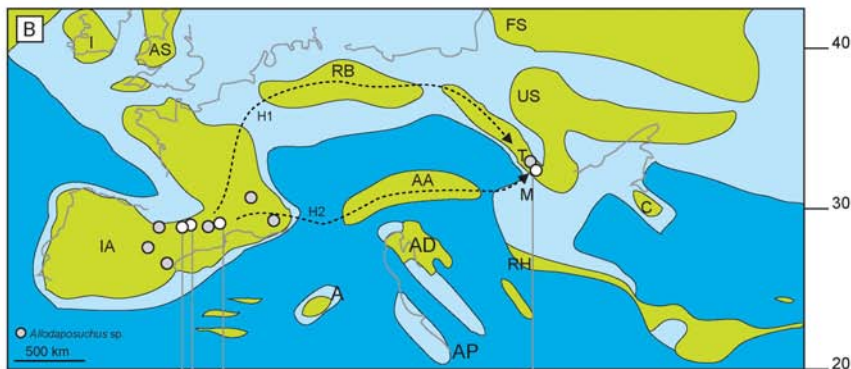 B
40
I
AS
FS
RB
US
H1
T
AA
M
30
C
IA
H2
AD
RH
A
Allodaposuchus sp.
500 km
AP
20